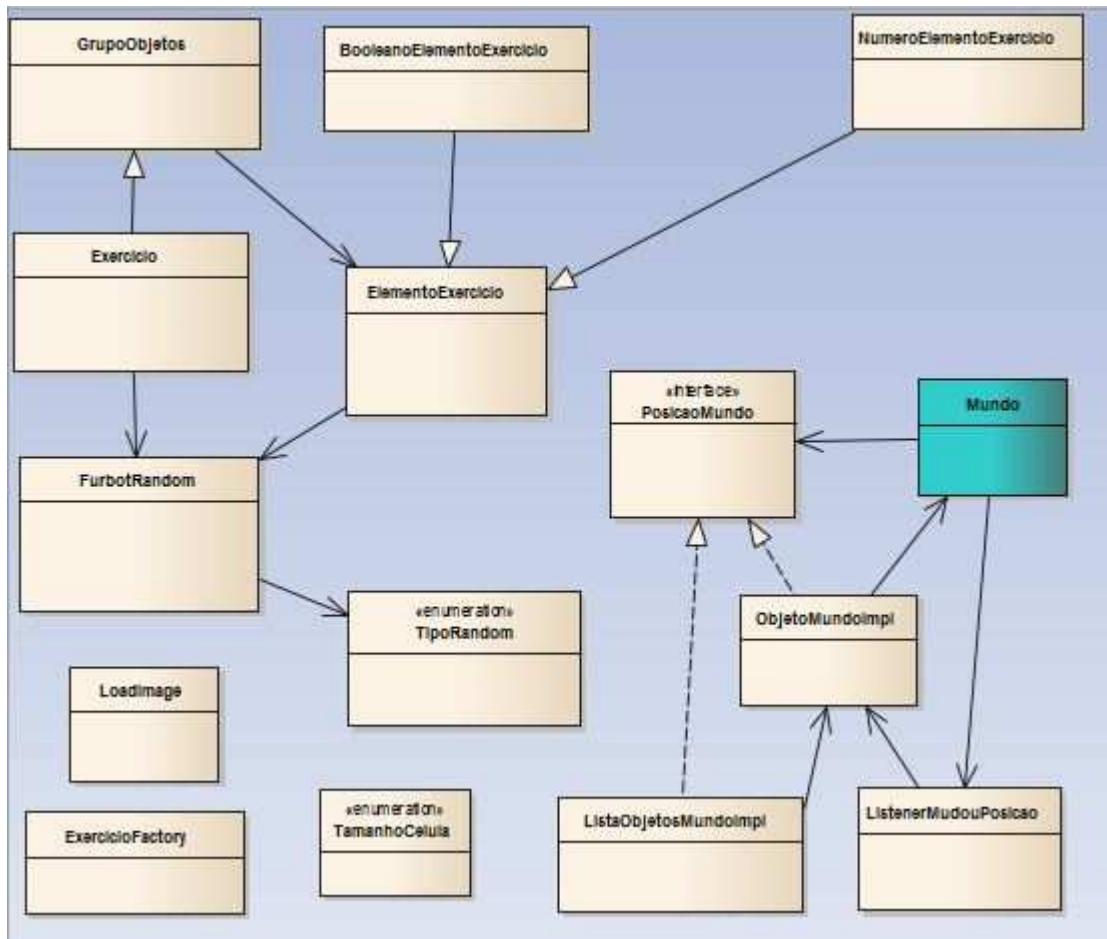 GrupoObjetos
BooleanoElementoExercicio
NumeroElementoExercicio
Exercicio
ElementoExercicio
«interface»
PosicaoMundo
Mundo
FurbotRandom
«enumeration»
TipoRandom
ObjetoMundoImpl
LoadImage
«enumeration»
TamanhoCelula
ListaObjetosMundoImpl
ListenerMudouPosicao
ExercicioFactory